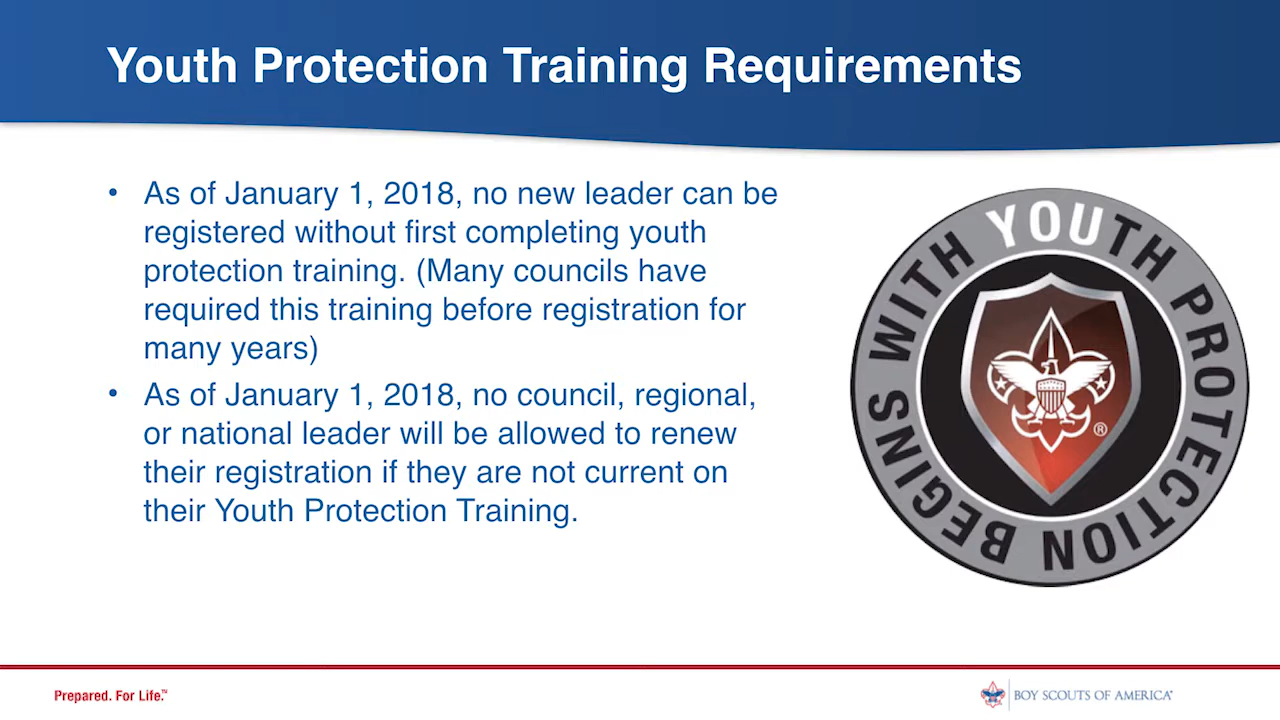 Youth Protection Training Requirements
• As of January 1, 2018, no new leader can be
registered without first completing youth
protection training. (Many councils have
required this training before registration for
many years)
• As of January 1, 2018, no council, regional,
or national leader will be allowed to renew
their registration if they are not current on
their Youth Protection Training.
YOUTH PROTECTION BEGINS WITH
®
Prepared. For Life.™
BOY SCOUTS OF AMERICA®